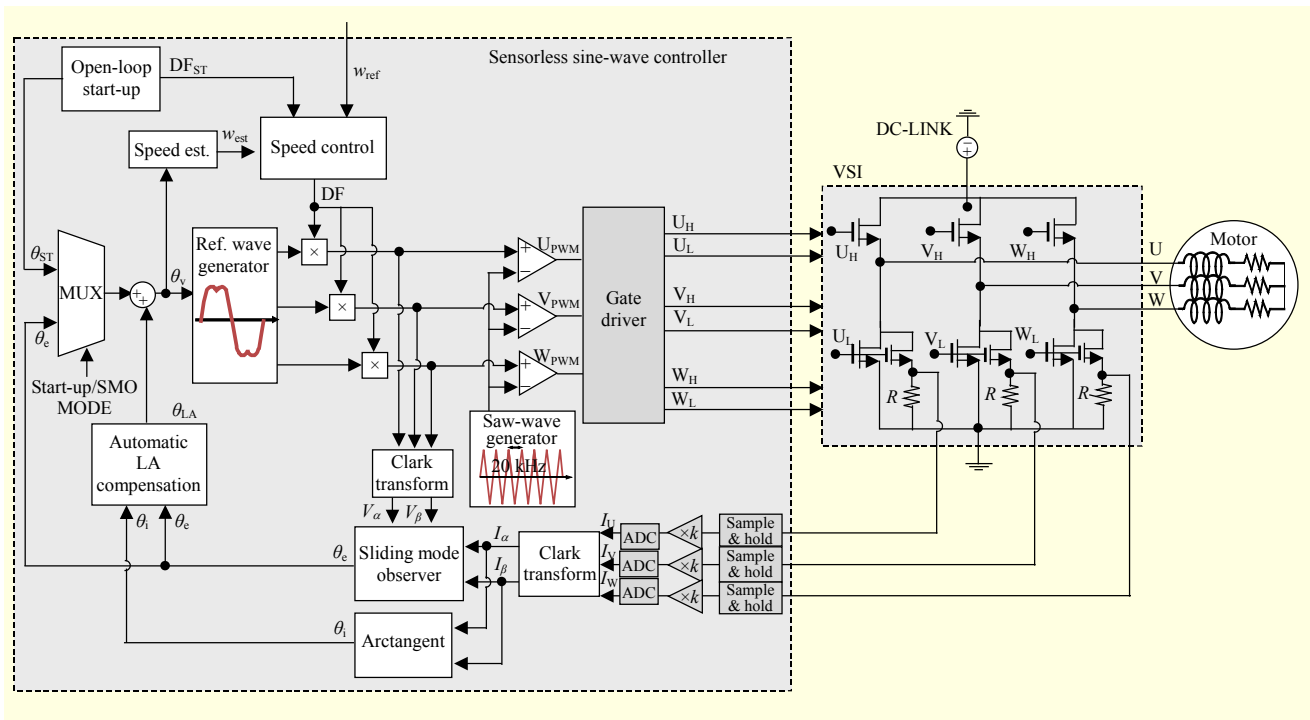 Sensorless sine-wave controller
Open-loop
start-up
DF_ST
w_ref
Speed est.
w_est
Speed control
DF
DC-LINK
VSI
θ_ST
MUX
θ_e
Start-up/SMO
MODE
θ_v
Ref. wave
generator
×
×
×
+
+
θ_LA
Automatic
LA
compensation
θ_i
θ_e
+
−
U_PWM
+
−
V_PWM
+
−
W_PWM
Saw-wave
generator
20 kHz
Gate
driver
U_H
U_L
V_H
V_L
W_H
W_L
−
+
U_H
V_H
W_H
U_L
V_L
W_L
R
R
R
U
V
W
Motor
Clark
transform
V_α
V_β
θ_e
Sliding mode
observer
I_α
I_β
Clark
transform
I_U
I_V
I_W
ADC
ADC
ADC
×k
×k
×k
Sample
& hold
Sample
& hold
Sample
& hold
θ_i
Arctangent